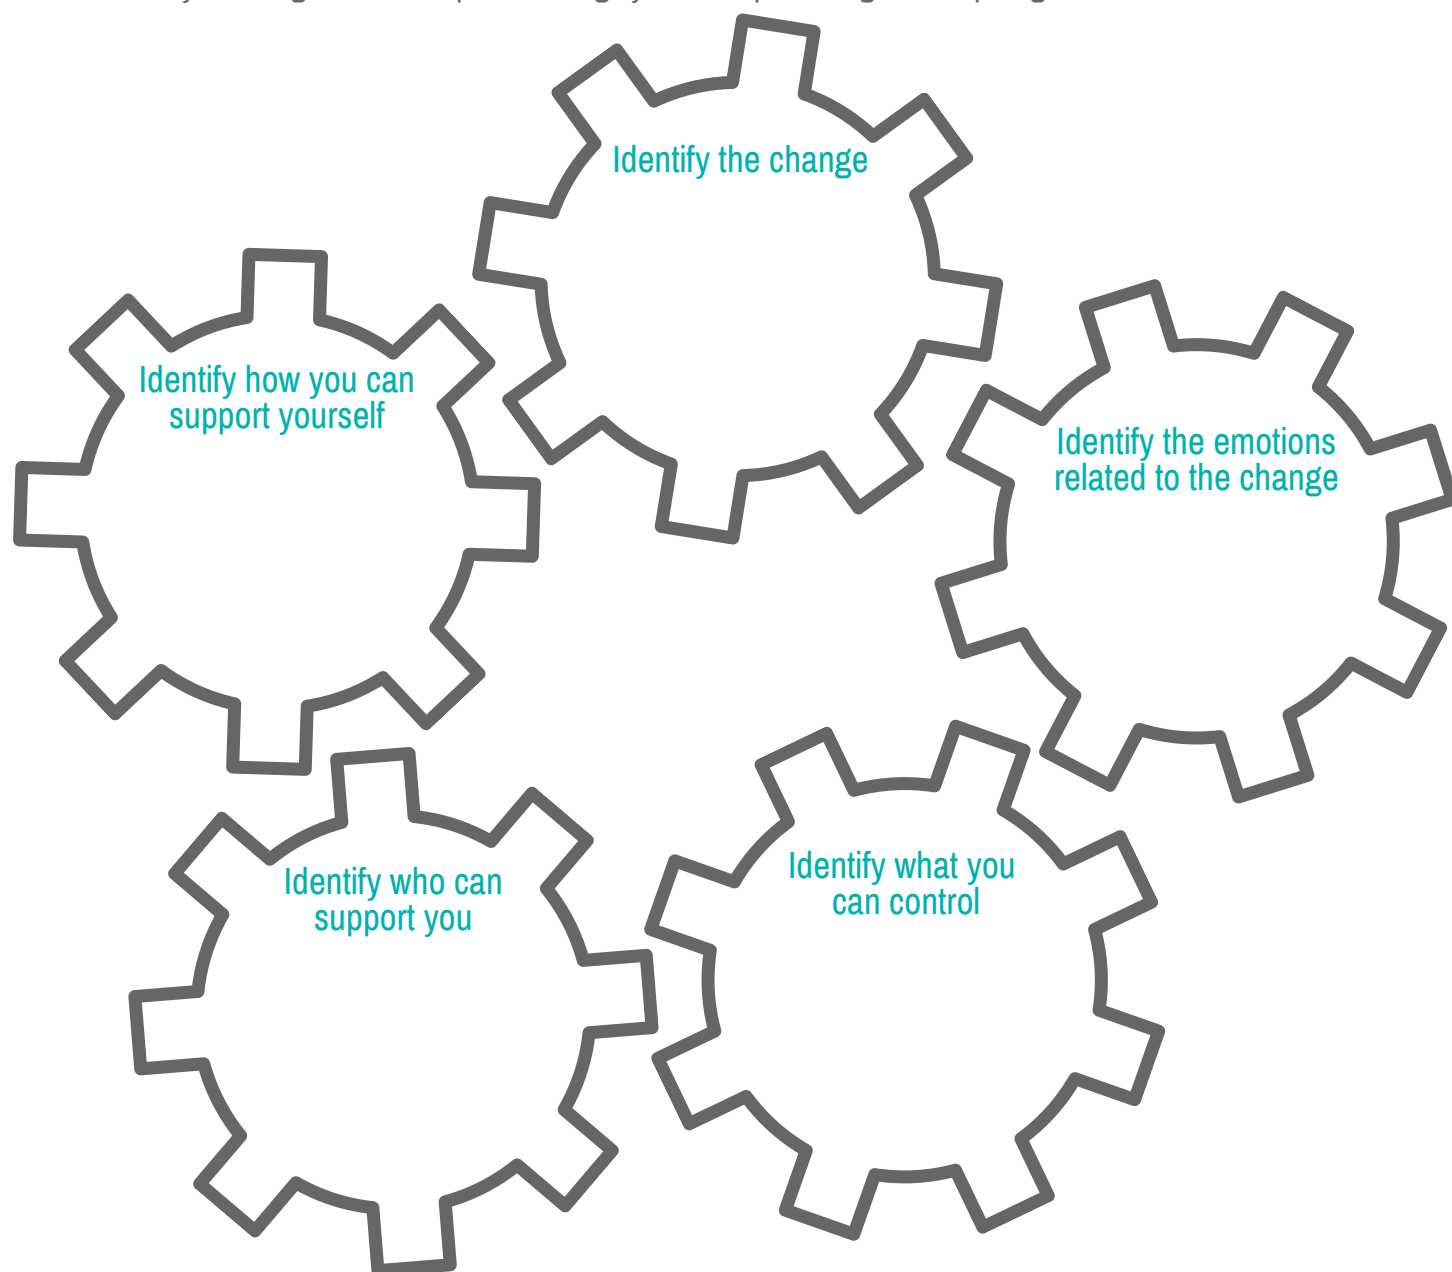 Identify the change
Identify how you can
support yourself
Identify the emotions
related to the change
Identify who can
support you
Identify what you
can control